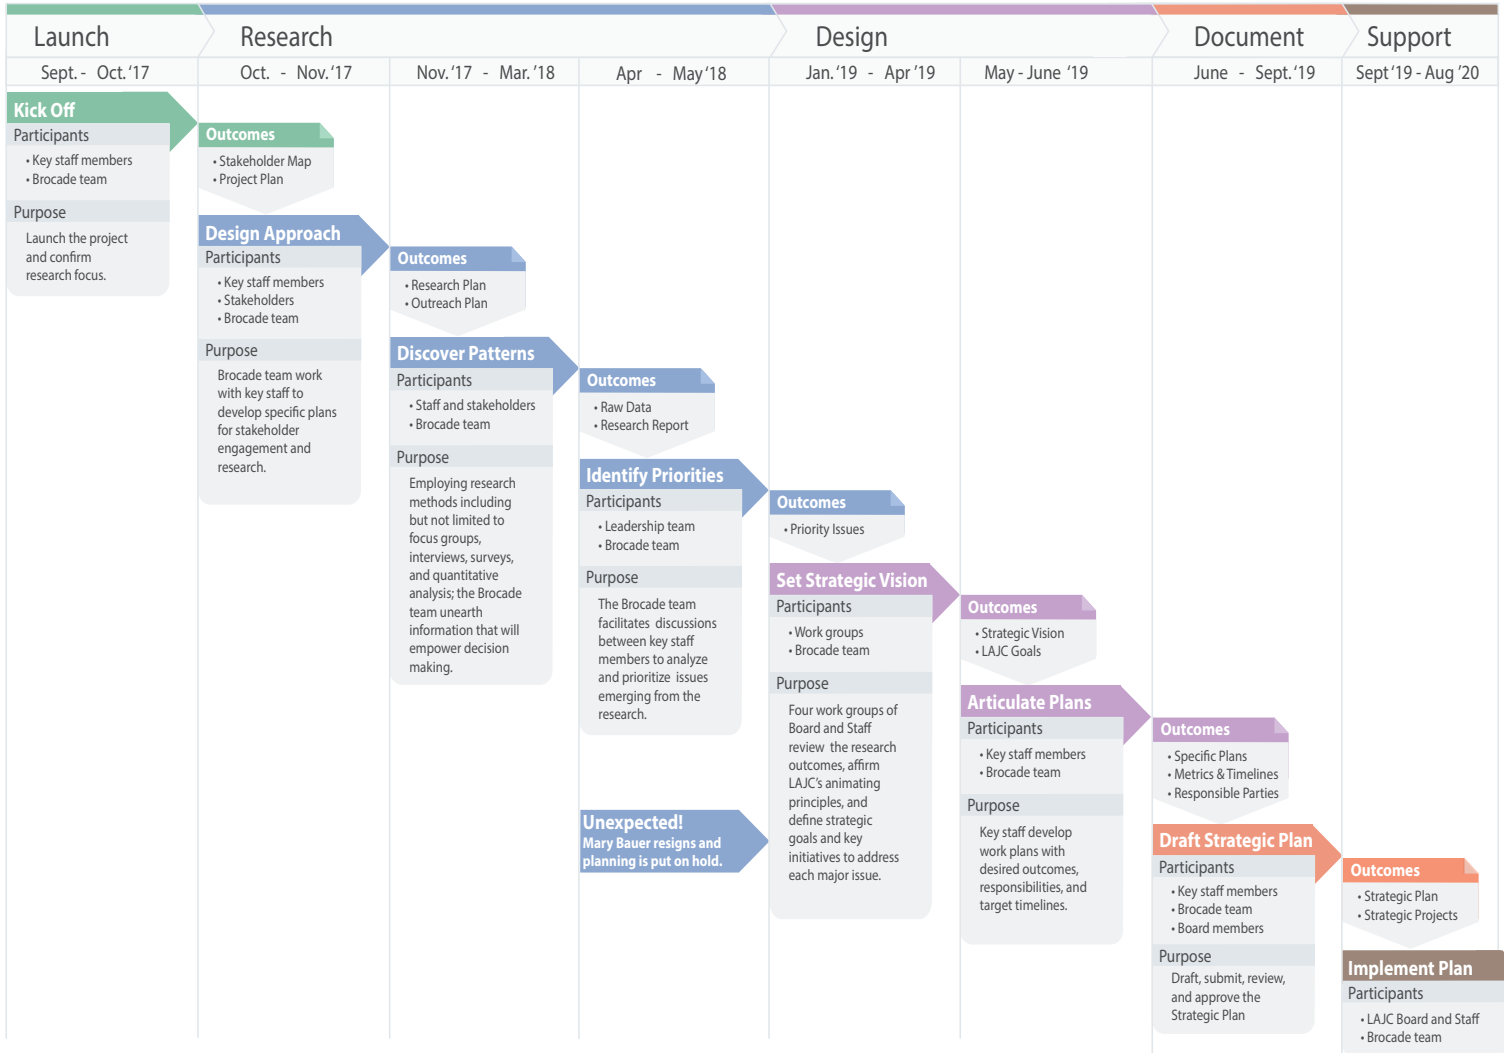 Launch
Research
Design
Document
Support
Sept. - Oct. ‘17
Oct. - Nov. ‘17
Nov. ‘17 - Mar. ‘18
Apr - May ‘18
Jan. ‘19 - Apr ‘19
May - June ‘19
June - Sept. ‘19
Sept ‘19 - Aug ’20
Kick Off
Participants
• Key staff members
• Brocade team
Purpose
Launch the project
and confirm
research focus.
Outcomes
• Stakeholder Map
• Project Plan
Design Approach
Participants
• Key staff members
• Stakeholders
• Brocade team
Purpose
Brocade team work
with key staff to
develop specific plans
for stakeholder
engagement and
research.
Outcomes
• Research Plan
• Outreach Plan
Discover Patterns
Participants
• Staff and stakeholders
• Brocade team
Purpose
Employing research
methods including
but not limited to
focus groups,
interviews, surveys,
and quantitative
analysis; the Brocade
team unearth
information that will
empower decision
making.
Outcomes
• Raw Data
• Research Report
Identify Priorities
Participants
• Leadership team
• Brocade team
Purpose
The Brocade team
facilitates discussions
between key staff
members to analyze
and prioritize issues
emerging from the
research.
Unexpected!
Mary Bauer resigns and
planning is put on hold.
Outcomes
• Priority Issues
Set Strategic Vision
Participants
• Work groups
• Brocade team
Purpose
Four work groups of
Board and Staff
review the research
outcomes, affirm
LAJC’s animating
principles, and
define strategic
goals and key
initiatives to address
each major issue.
Outcomes
• Strategic Vision
• LAJC Goals
Articulate Plans
Participants
• Key staff members
• Brocade team
Purpose
Key staff develop
work plans with
desired outcomes,
responsibilities, and
target timelines.
Outcomes
• Specific Plans
• Metrics & Timelines
• Responsible Parties
Draft Strategic Plan
Participants
• Key staff members
• Brocade team
• Board members
Purpose
Draft, submit, review,
and approve the
Strategic Plan
Outcomes
• Strategic Plan
• Strategic Projects
Implement Plan
Participants
• LAJC Board and Staff
• Brocade team